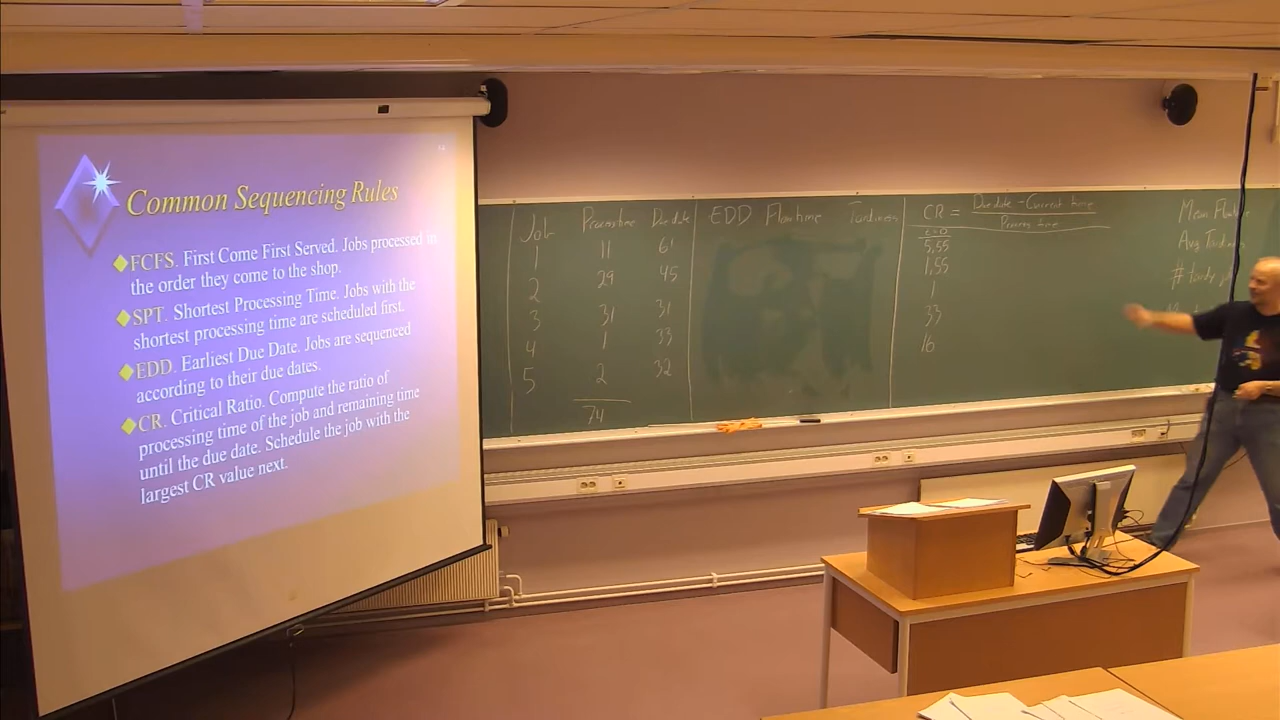 14
Common Sequencing Rules
FCFS. First Come First Served. Jobs processed in
the order they come to the shop.
SPT. Shortest Processing Time. Jobs with the
shortest processing time are scheduled first.
EDD. Earliest Due Date. Jobs are sequenced
according to their due dates.
CR. Critical Ratio. Compute the ratio of
processing time of the job and remaining time
until the due date. Schedule the job with the
largest CR value next.
Job Process time Due date EDD Flowtime Tardiness
1 11 61
2 29 45
3 31 31
4 1 33
5 2 32
74
CR = Due date - Current time
Process time
t=0
5,55
1,55
1
33
16
Mean
Avg
# tardy